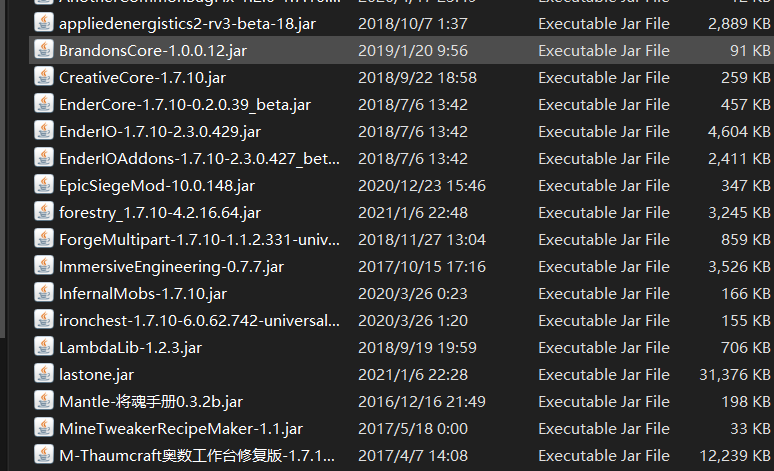 appliedenergistics2-rv3-beta-18.jar 2018/10/7 1:37 Executable Jar File 2,889 KB
BrandonsCore-1.0.0.12.jar 2019/1/20 9:56 Executable Jar File 91 KB
CreativeCore-1.7.10.jar 2018/9/22 18:58 Executable Jar File 259 KB
EnderCore-1.7.10-0.2.0.39_beta.jar 2018/7/6 13:42 Executable Jar File 457 KB
EnderIO-1.7.10-2.3.0.429.jar 2018/7/6 13:42 Executable Jar File 4,604 KB
EnderIOAddons-1.7.10-2.3.0.427_bet... 2018/7/6 13:42 Executable Jar File 2,411 KB
EpicSiegeMod-10.0.148.jar 2020/12/23 15:46 Executable Jar File 347 KB
forestry_1.7.10-4.2.16.64.jar 2021/1/6 22:48 Executable Jar File 3,245 KB
ForgeMultipart-1.7.10-1.1.2.331-univ... 2018/11/27 13:04 Executable Jar File 859 KB
ImmersiveEngineering-0.7.7.jar 2017/10/15 17:16 Executable Jar File 3,526 KB
InfernalMobs-1.7.10.jar 2020/3/26 0:23 Executable Jar File 166 KB
ironchest-1.7.10-6.0.62.742-universal... 2020/3/26 1:20 Executable Jar File 155 KB
LambdaLib-1.2.3.jar 2018/9/19 19:59 Executable Jar File 706 KB
lastone.jar 2021/1/6 22:28 Executable Jar File 31,376 KB
Mantle-将魂手册0.3.2b.jar 2016/12/16 21:49 Executable Jar File 198 KB
MineTweakerRecipeMaker-1.1.jar 2017/5/18 0:00 Executable Jar File 33 KB
M-Thaumcraft奥数工作台修复版-1.7.1... 2017/4/7 14:08 Executable Jar File 12,239 KB